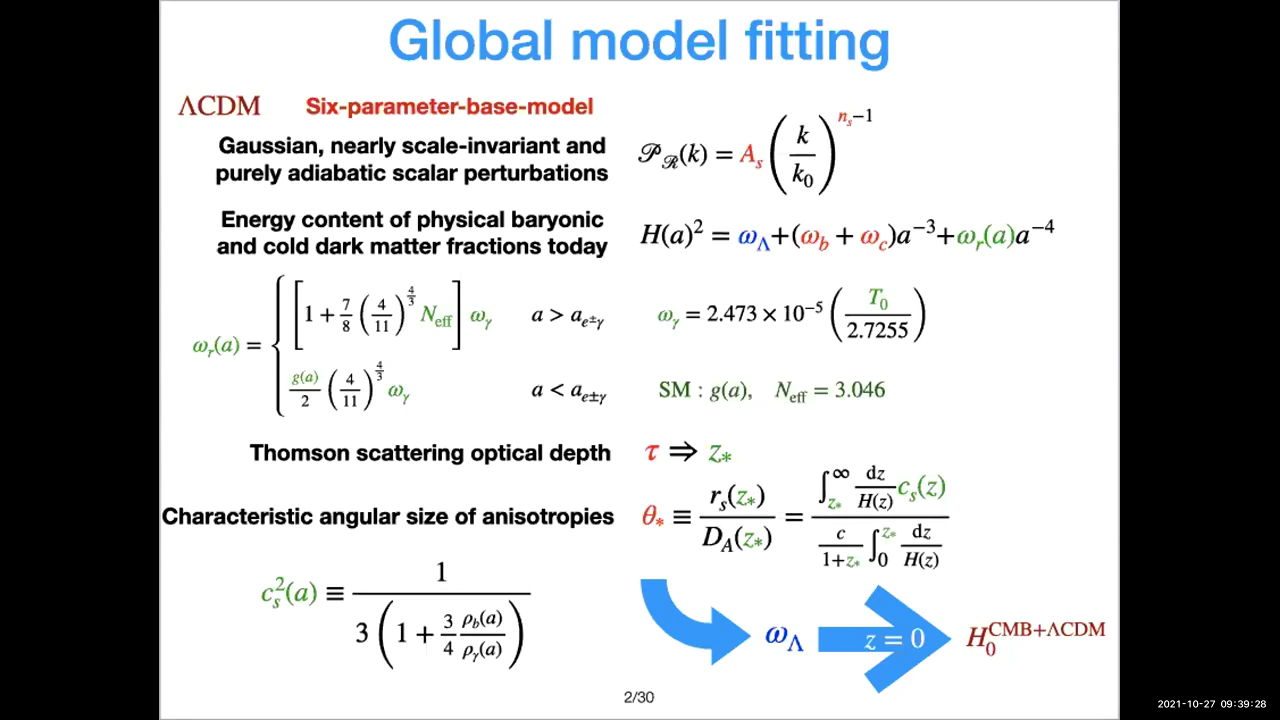 Global model fitting
ΛCDM Six-parameter-base-model
Gaussian, nearly scale-invariant and
purely adiabatic scalar perturbations
𝒫_ℛ(k) = A_s (k/k_0)^{n_s−1}
Energy content of physical baryonic
and cold dark matter fractions today
H(a)^2 = ω_Λ+(ω_b + ω_c)a^{−3}+ω_r(a)a^{−4}
ω_r(a) = { [1 + 7/8 (4/11)^{4/3} N_eff] ω_γ a > a_{e±γ}
g(a)/2 (4/11)^{4/3} ω_γ a < a_{e±γ}
ω_γ = 2.473 × 10^{−5} (T_0/2.7255)
SM : g(a), N_eff = 3.046
Thomson scattering optical depth τ ⇒ z_*
Characteristic angular size of anisotropies θ_* ≡ r_s(z_*)/D_A(z_*) = ∫_{z_*}^∞ dz/H(z) c_s(z) / c/(1+z_*) ∫_0^{z_*} dz/H(z)
c_s^2(a) ≡ 1/3(1 + 3/4 ρ_b(a)/ρ_γ(a))
ω_Λ z = 0 H_0^{CMB+ΛCDM}
2/30
2021-10-27 09:39:28